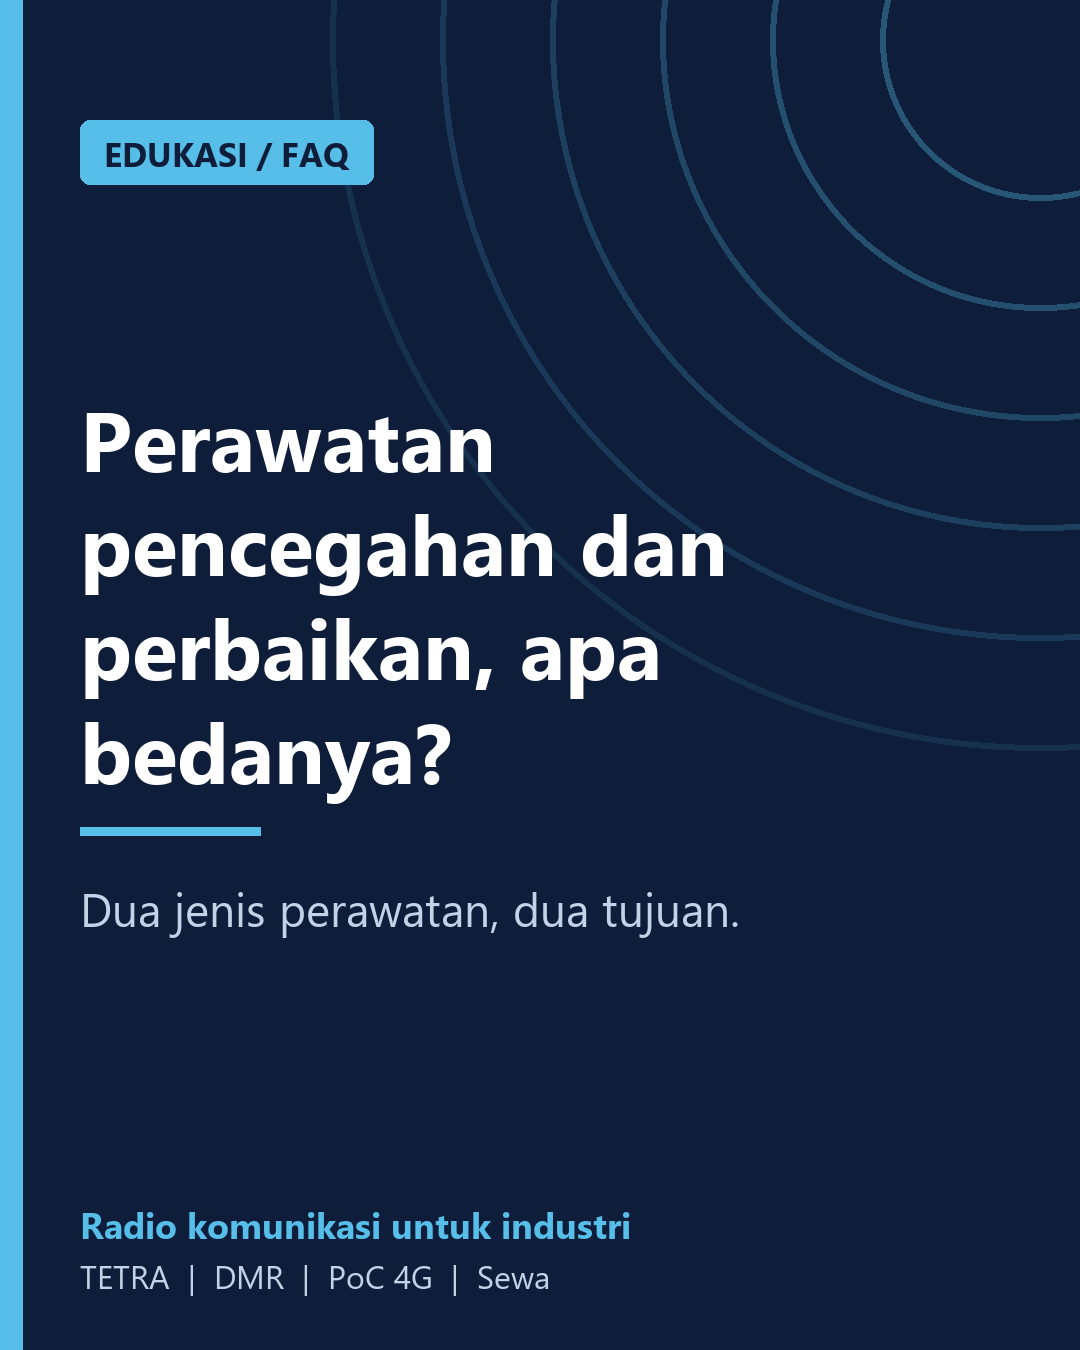 EDUKASI / FAQ
Perawatan
pencegahan dan
perbaikan, apa
bedanya?
Dua jenis perawatan, dua tujuan.
Radio komunikasi untuk industri
TETRA | DMR | PoC 4G | Sewa